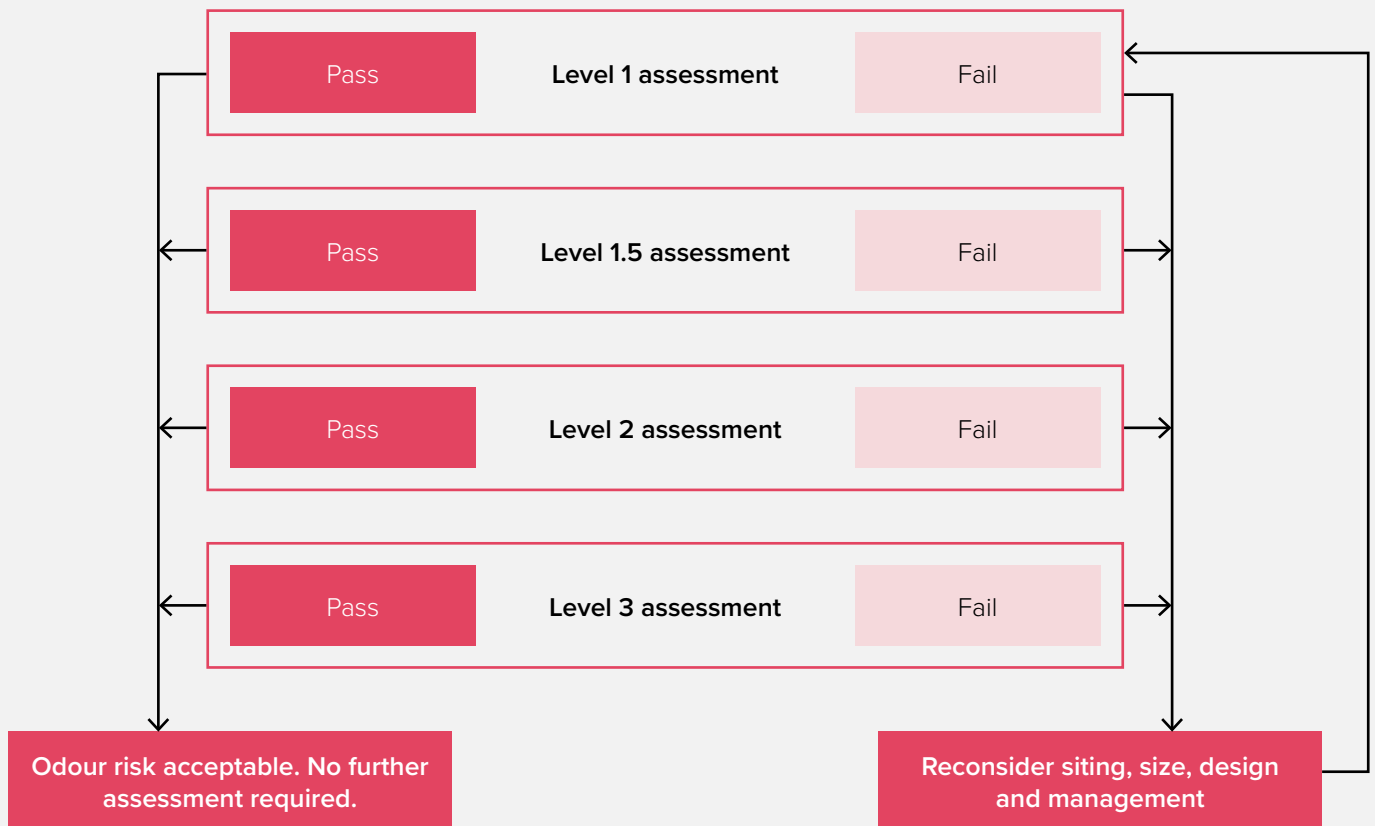 Pass
Level 1 assessment
Fail
Pass
Level 1.5 assessment
Fail
Pass
Level 2 assessment
Fail
Pass
Level 3 assessment
Fail
Odour risk acceptable. No further
assessment required.
Reconsider siting, size, design
and management